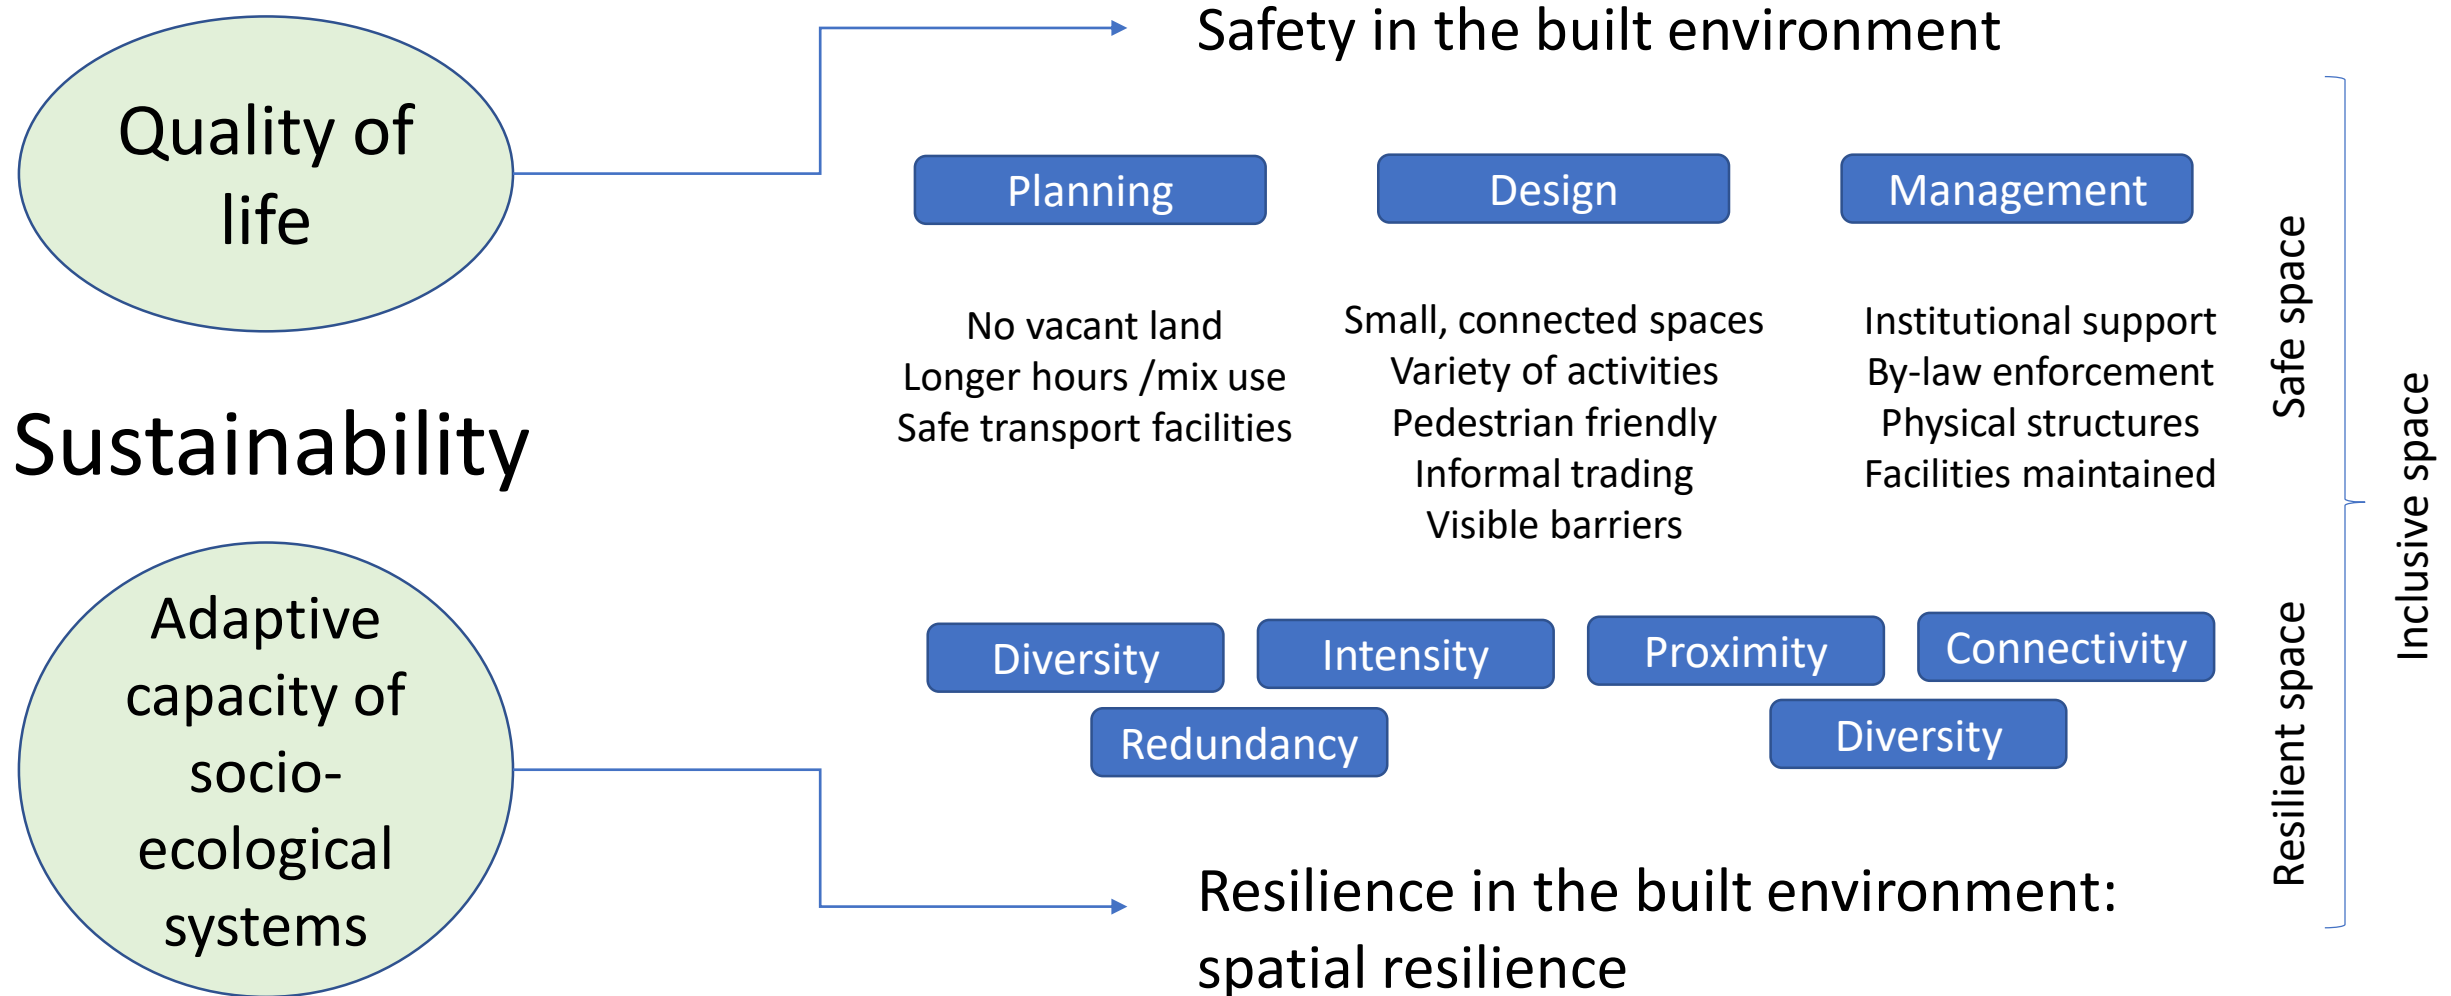 Safety in the built environment
Quality of
life
Planning
Design
Management
No vacant land
Longer hours /mix use
Safe transport facilities
Small, connected spaces
Variety of activities
Pedestrian friendly
Informal trading
Visible barriers
Institutional support
By-law enforcement
Physical structures
Facilities maintained
Safe space
Inclusive space
Sustainability
Adaptive
capacity of
socio-
ecological
systems
Diversity
Intensity
Proximity
Connectivity
Redundancy
Diversity
Resilient space
Resilience in the built environment:
spatial resilience